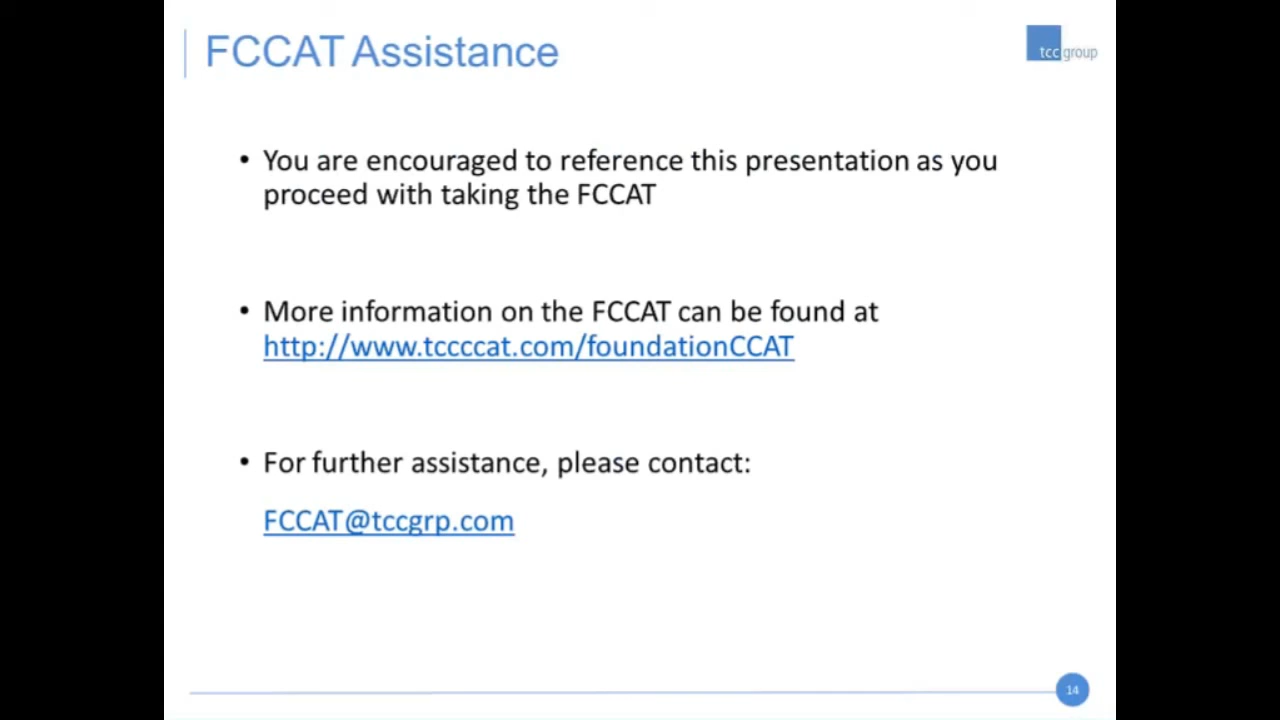 FCCAT Assistance
tcc group
• You are encouraged to reference this presentation as you
proceed with taking the FCCAT
• More information on the FCCAT can be found at
http://www.tccccat.com/foundationCCAT
• For further assistance, please contact:
FCCAT@tccgrp.com
14